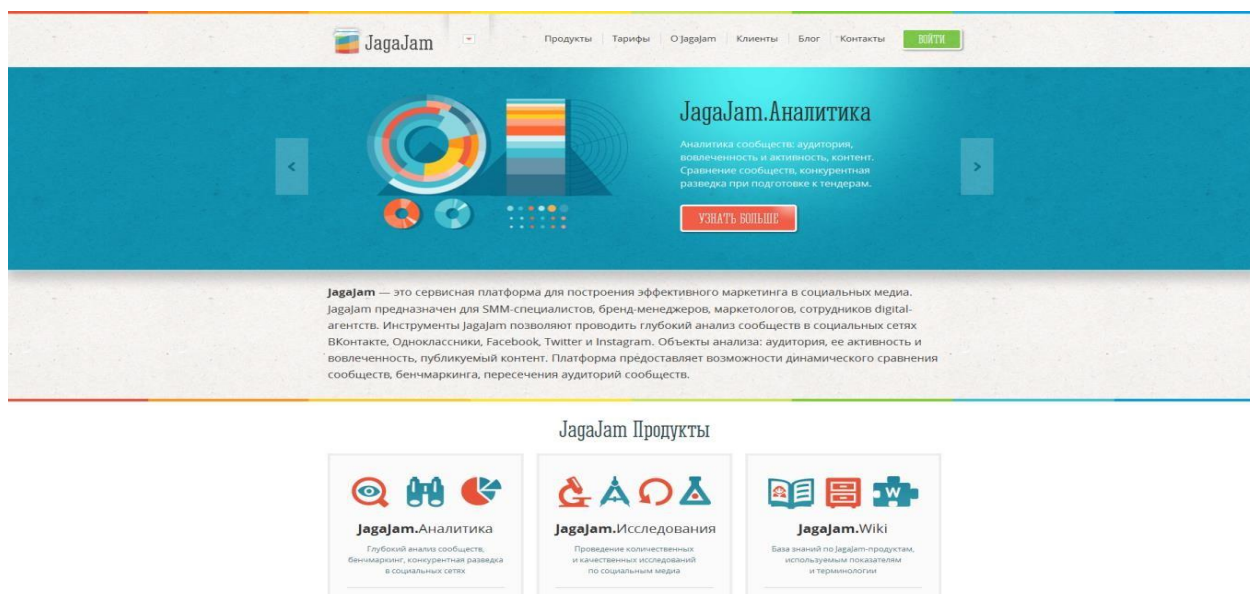 JagaJam
Продукты Тарифы О JagaJam Клиенты Блог Контакты ВОЙТИ
JagaJam.Аналитика
Аналитика сообществ: аудитория,
вовлеченность и активность, контент.
Сравнение сообществ, конкурентная
разведка при подготовке к тендерам.
УЗНАТЬ БОЛЬШЕ
JagaJam — это сервисная платформа для построения эффективного маркетинга в социальных медиа.
JagaJam предназначен для SMM-специалистов, бренд-менеджеров, маркетологов, сотрудников digital-
агентств. Инструменты JagaJam позволяют проводить глубокий анализ сообществ в социальных сетях
ВКонтакте, Одноклассники, Facebook, Twitter и Instagram. Объекты анализа: аудитория, ее активность и
вовлеченность, публикуемый контент. Платформа предоставляет возможности динамического сравнения
сообществ, бенчмаркинга, пересечения аудиторий сообществ.
JagaJam Продукты
W
JagaJam.Аналитика
Глубокий анализ сообществ,
бенчмаркинг, конкурентная разведка
в социальных сетях
JagaJam.Исследования
Проведение количественных
и качественных исследований
по социальным медиа
JagaJam.Wiki
База знаний по JagaJam-продуктам,
используемым показателям
и терминологии